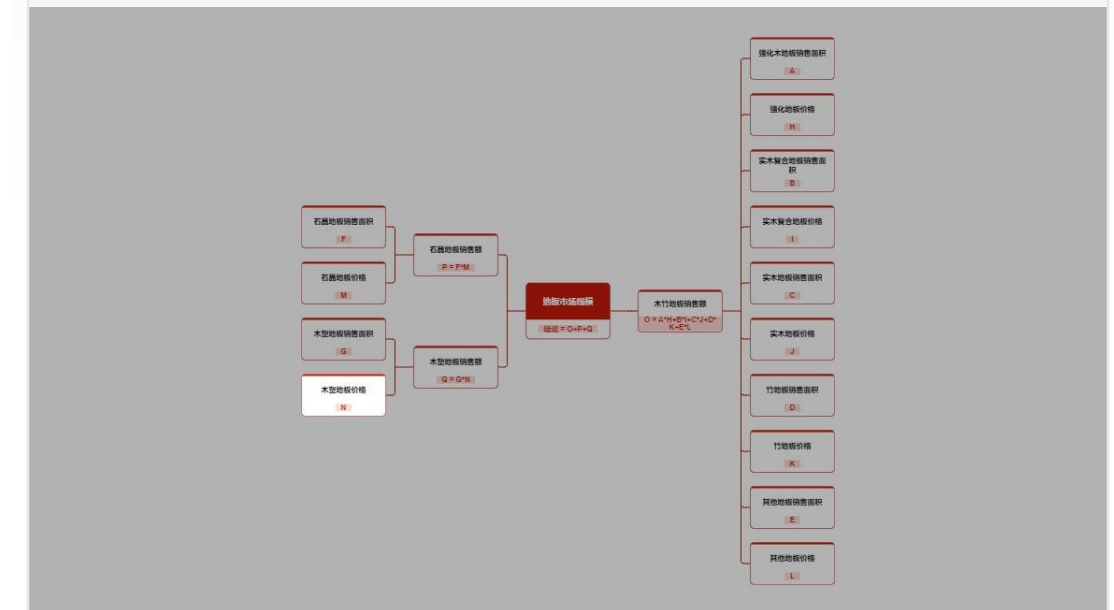 石晶地板销售面积
F
石晶地板价格
M
木塑地板销售面积
G
木塑地板价格
N
石晶地板销售额
P = F*M
木塑地板销售额
Q = G*N
地板市场规模
结论 = O+P+Q
木竹地板销售额
O = A*H+B*I+C*J+D*
K+E*L
强化木地板销售面积
A
强化地板价格
H
实木复合地板销售面
积
B
实木复合地板价格
I
实木地板销售面积
C
实木地板价格
J
竹地板销售面积
D
竹地板价格
K
其他地板销售面积
E
其他地板价格
L